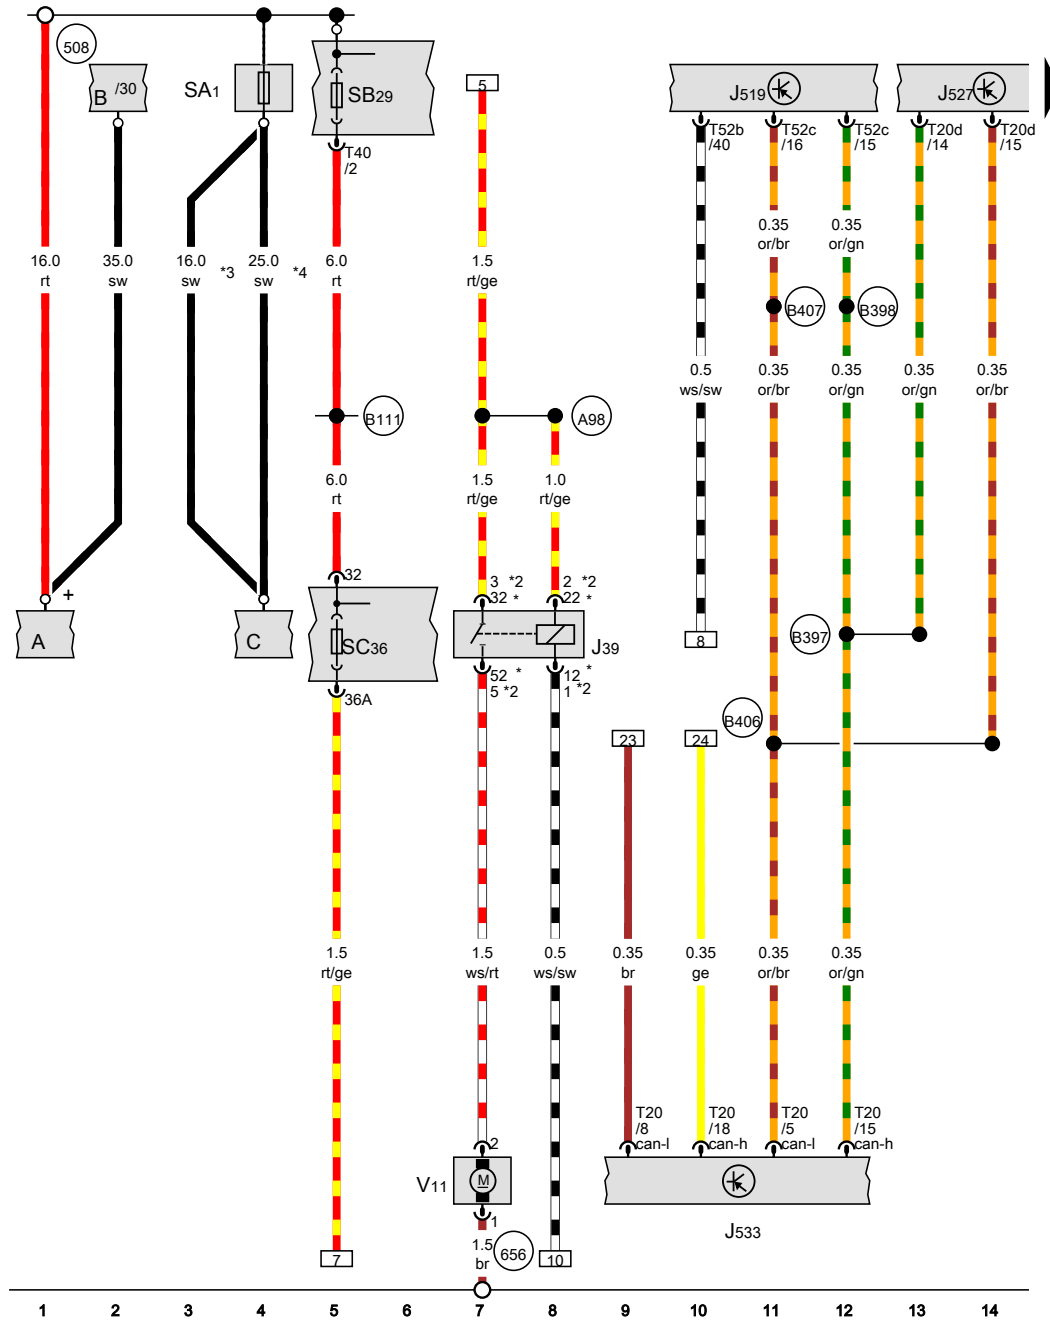 508
B /30
SA1
SB29
5
J519
J527
T40
/2
T52b
/40
T52c
/16
T52c
/15
T20d
/14
T20d
/15
0.35
or/br
0.35
or/gn
16.0
rt
35.0
sw
16.0
sw
*3
25.0
sw
*4
6.0
rt
1.5
rt/ge
B407
B398
0.5
ws/sw
0.35
or/br
0.35
or/gn
0.35
or/gn
0.35
or/br
B111
A98
6.0
rt
1.5
rt/ge
1.0
rt/ge
32
3 *2
32 *
2 *2
22 *
+
A
C
SC36
J39
8
B397
52 *
5 *2
12 *
1 *2
36A
B406
23
24
1.5
rt/ge
1.5
ws/rt
0.5
ws/sw
0.35
br
0.35
ge
0.35
or/br
0.35
or/gn
T20
/8
can-l
T20
/18
can-h
T20
/5
can-l
T20
/15
can-h
2
V11
M
1
J533
1.5
br
656
7
10
1 2 3 4 5 6 7 8 9 10 11 12 13 14